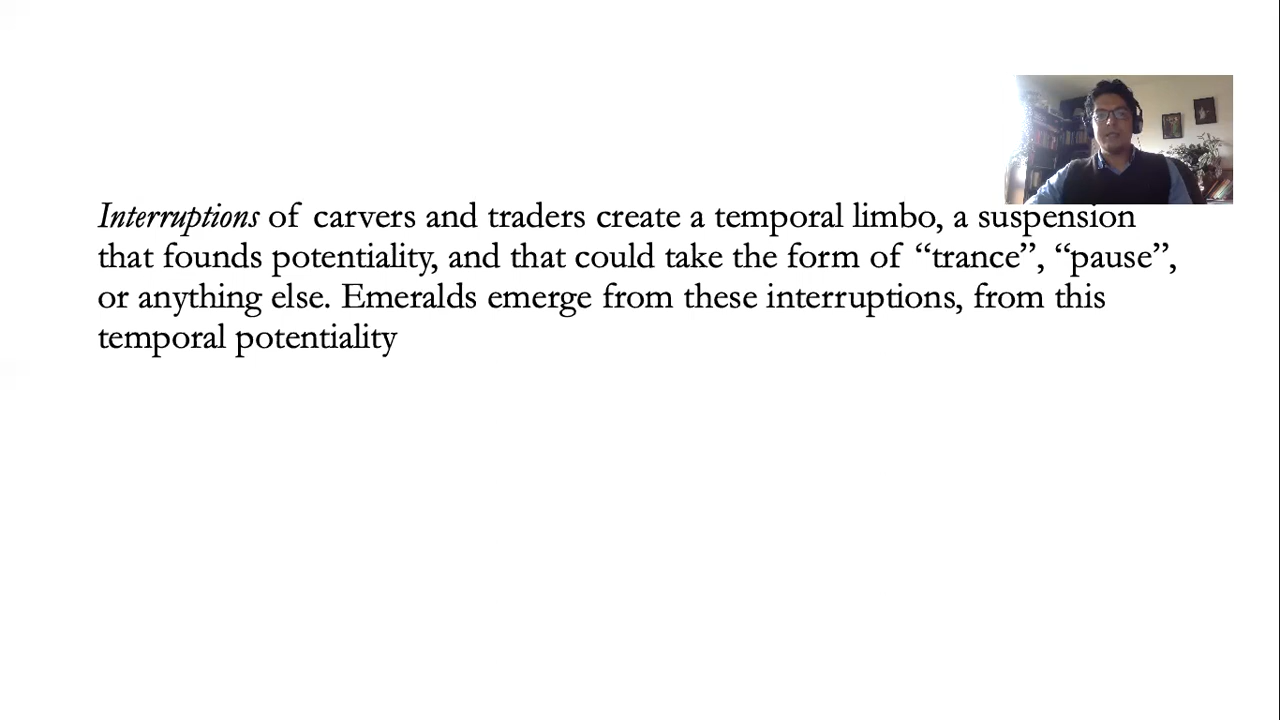 Interruptions of carvers and traders create a temporal limbo, a suspension
that founds potentiality, and that could take the form of “trance”, “pause”,
or anything else. Emeralds emerge from these interruptions, from this
temporal potentiality